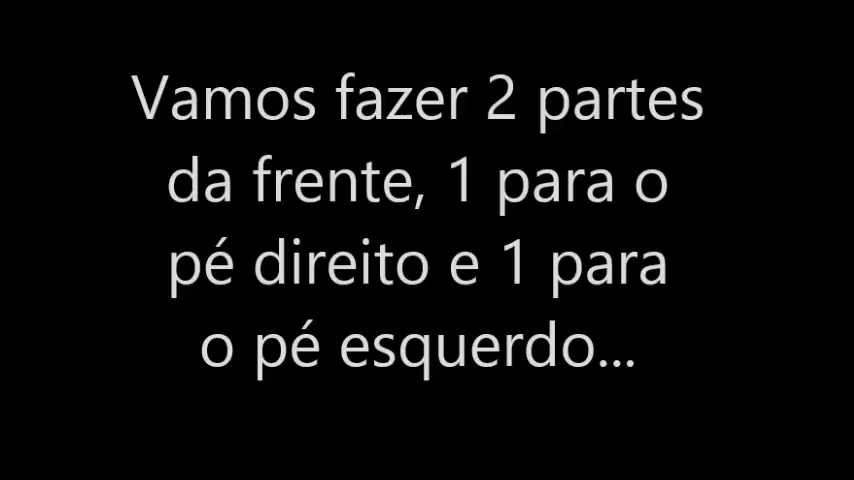 Vamos fazer 2 partes
da frente, 1 para o
pé direito e 1 para
o pé esquerdo...